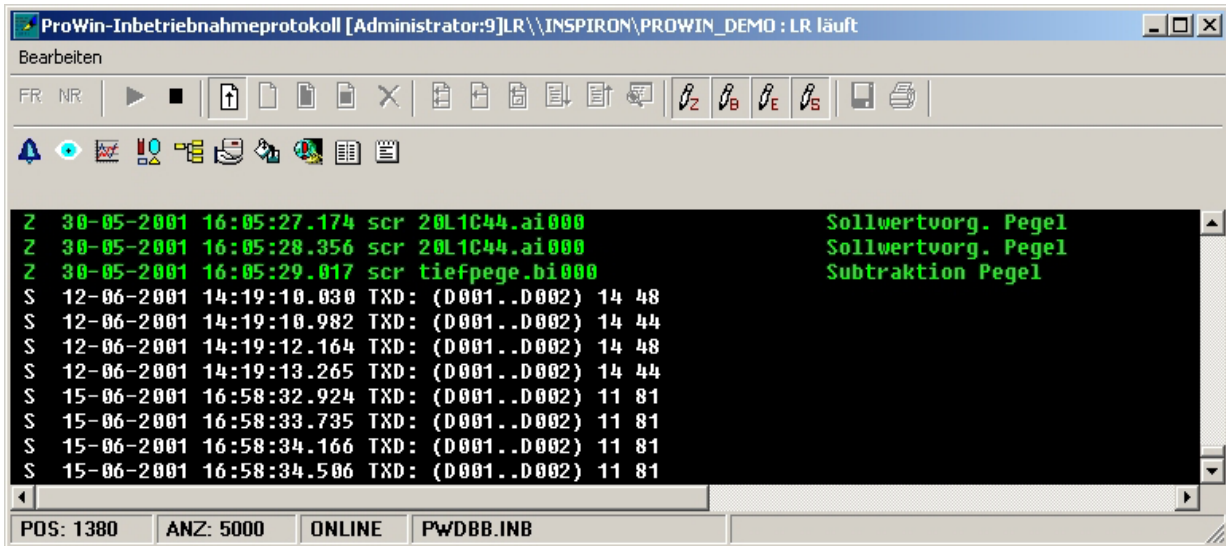 ProWin-Inbetriebnahmeprotokoll [Administrator:9]LR\\INSPIRON\PROWIN_DEMO : LR läuft
Bearbeiten
FR NR Z B E S
Z 30-05-2001 16:05:27.174 scr 20L1C44.ai000 Sollwertvorg. Pegel
Z 30-05-2001 16:05:28.356 scr 20L1C44.ai000 Sollwertvorg. Pegel
Z 30-05-2001 16:05:29.017 scr tiefpege.bi000 Subtraktion Pegel
S 12-06-2001 14:19:10.030 TXD: (D001..D002) 14 48
S 12-06-2001 14:19:10.982 TXD: (D001..D002) 14 44
S 12-06-2001 14:19:12.164 TXD: (D001..D002) 14 48
S 12-06-2001 14:19:13.265 TXD: (D001..D002) 14 44
S 15-06-2001 16:58:32.924 TXD: (D001..D002) 11 81
S 15-06-2001 16:58:33.735 TXD: (D001..D002) 11 81
S 15-06-2001 16:58:34.166 TXD: (D001..D002) 11 81
S 15-06-2001 16:58:34.506 TXD: (D001..D002) 11 81
POS: 1380 ANZ: 5000 ONLINE PWDBB.INB